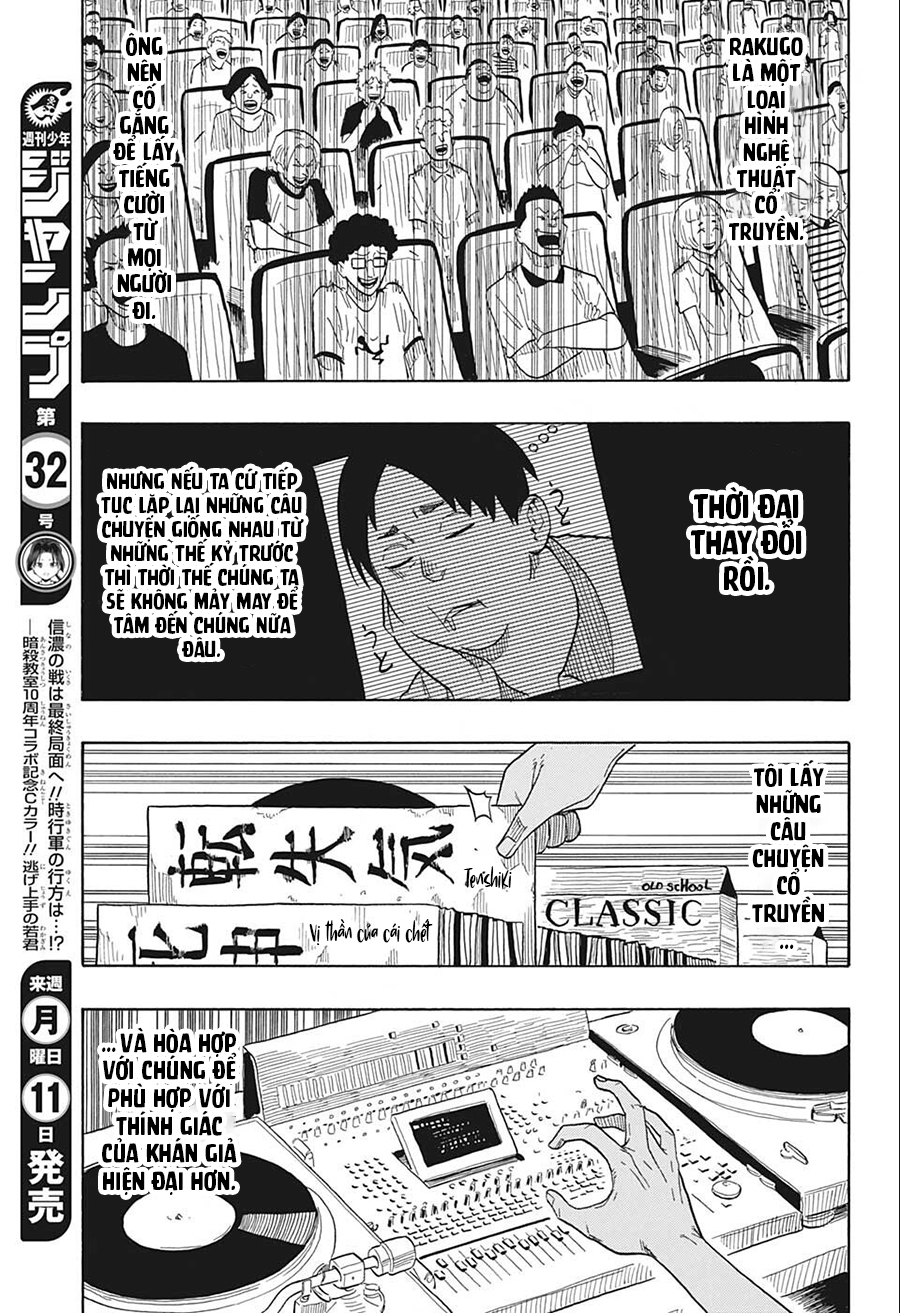 RAKUGO
LÀ MỘT
LOẠI
HÌNH
NGHỆ
THUẬT
CỔ
TRUYỀN.
ÔNG
NÊN
CỐ
GẮNG
ĐỂ LẤY
TIẾNG
CƯỜI
TỪ
MỌI
NGƯỜI
ĐI.
THỜI ĐẠI
THAY ĐỔI
RỒI.
うとうと
NHƯNG NẾU TA CỨ TIẾP
TỤC LẶP LẠI NHỮNG CÂU
CHUYỆN GIỐNG NHAU TỪ
NHỮNG THẾ KỶ TRƯỚC
THÌ THỜI THẾ CHÚNG TA
SẼ KHÔNG MẢY MAY ĐỂ
TÂM ĐẾN CHÚNG NỮA
ĐÂU.
TÔI LẤY
NHỮNG
CÂU
CHUYỆN
CỔ
TRUYỀN
...
転失気
Tenshiki
Vị thần của cái chết
OLD SCHOOL
CLASSIC
... VÀ HÒA HỢP
VỚI CHÚNG ĐỂ
PHÙ HỢP VỚI
THÍNH GIÁC
CỦA KHÁN GIẢ
HIỆN ĐẠI HƠN.
週刊少年
ジャンプ
第
32
号
信濃の戦は最終局面へ!!時行軍の行方は…!?
―暗殺教室10周年コラボ記念Cカラー!! 逃げ上手の若君
来週
月
曜日
11
日
発売